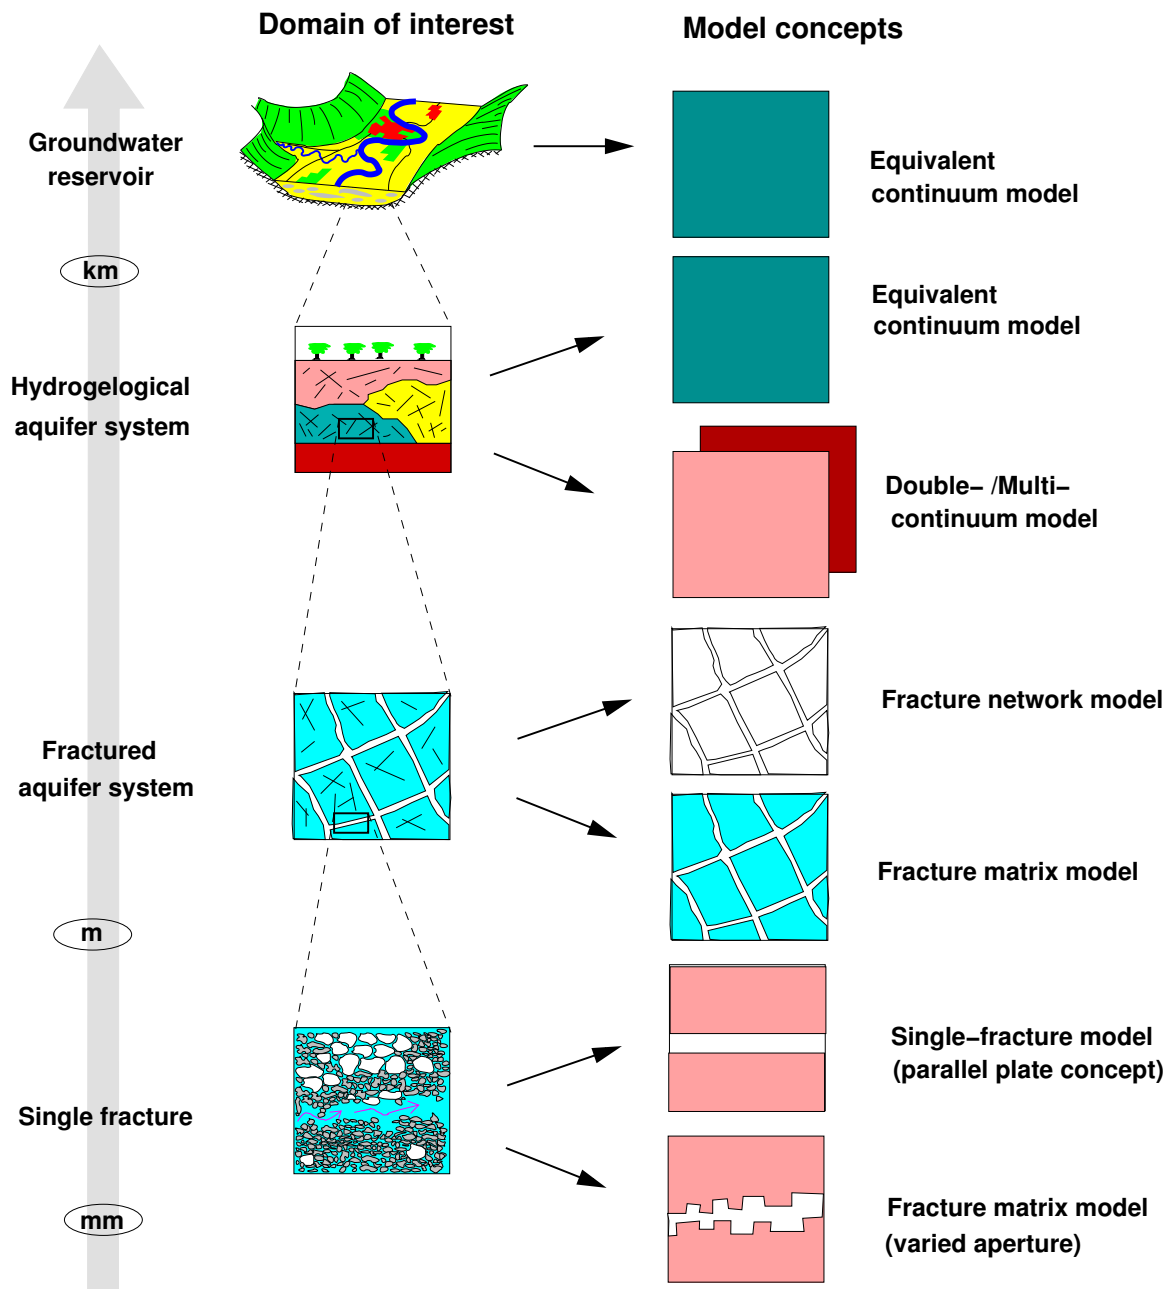 Domain of interest
Model concepts
Groundwater
reservoir
Equivalent
continuum model
km
Equivalent
continuum model
Hydrogelogical
aquifer system
Double− /Multi−
continuum model
Fracture network model
Fractured
aquifer system
Fracture matrix model
m
Single−fracture model
(parallel plate concept)
Single fracture
mm
Fracture matrix model
(varied aperture)